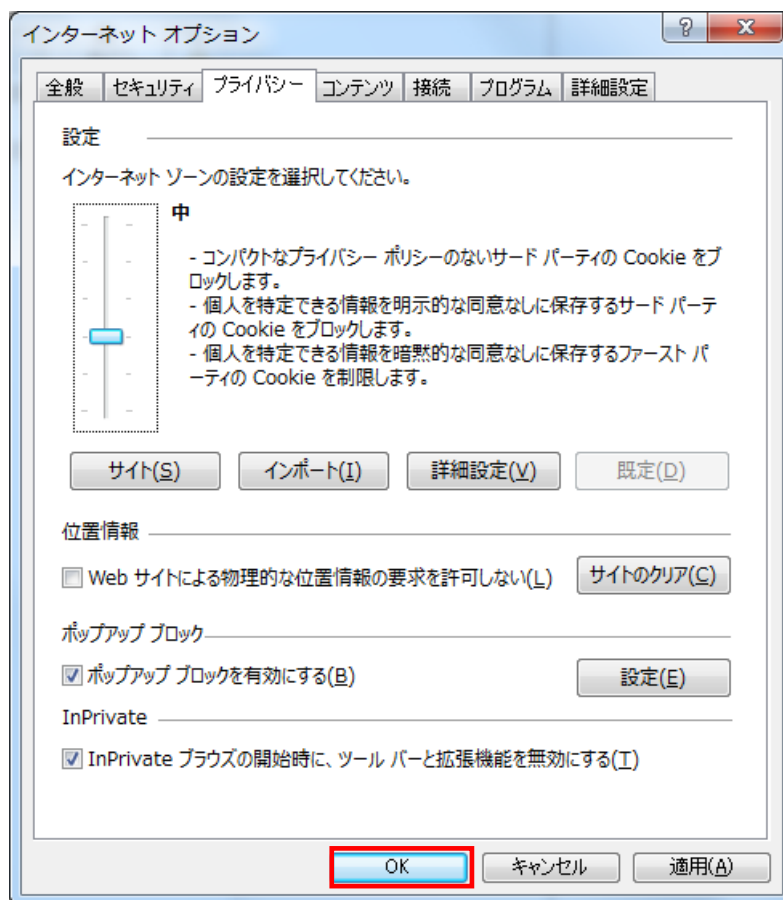 インターネット オプション
全般 セキュリティ プライバシー コンテンツ 接続 プログラム 詳細設定
設定
インターネット ゾーンの設定を選択してください。
中
- コンパクトなプライバシー ポリシーのないサード パーティの Cookie をブ
ロックします。
- 個人を特定できる情報を明示的な同意なしに保存するサード パーテ
ィの Cookie をブロックします。
- 個人を特定できる情報を暗黙的な同意なしに保存するファースト パ
ーティの Cookie を制限します。
サイト(S) インポート(I) 詳細設定(V) 既定(D)
位置情報
Web サイトによる物理的な位置情報の要求を許可しない(L) サイトのクリア(C)
ポップアップ ブロック
ポップアップ ブロックを有効にする(B) 設定(E)
InPrivate
InPrivate ブラウズの開始時に、ツール バーと拡張機能を無効にする(T)
OK キャンセル 適用(A)